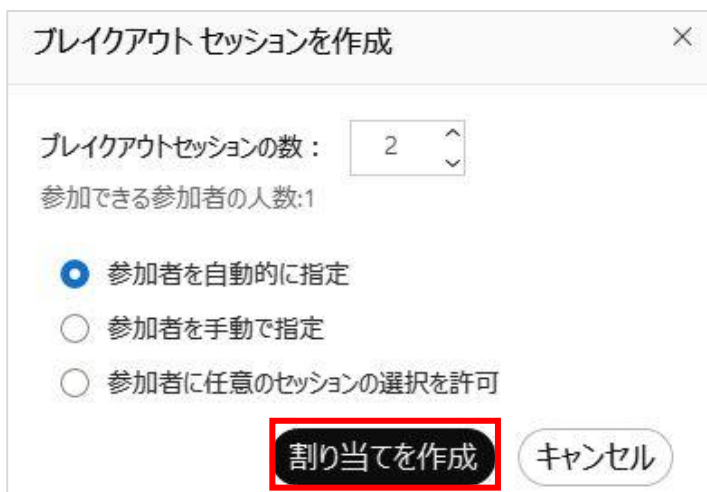 ブレイクアウト セッションを作成
ブレイクアウトセッションの数： 2
参加できる参加者の人数:1
参加者を自動的に指定
参加者を手動で指定
参加者に任意のセッションの選択を許可
割り当てを作成 キャンセル